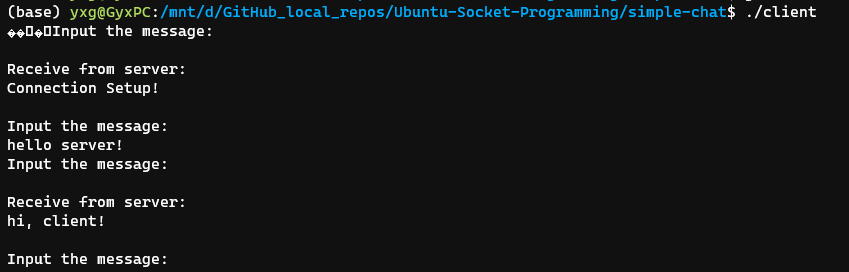 (base) yxg@GyxPC:/mnt/d/GitHub_local_repos/Ubuntu-Socket-Programming/simple-chat$ ./client
��▯�▯Input the message:
Receive from server:
Connection Setup!
Input the message:
hello server!
Input the message:
Receive from server:
hi, client!
Input the message: